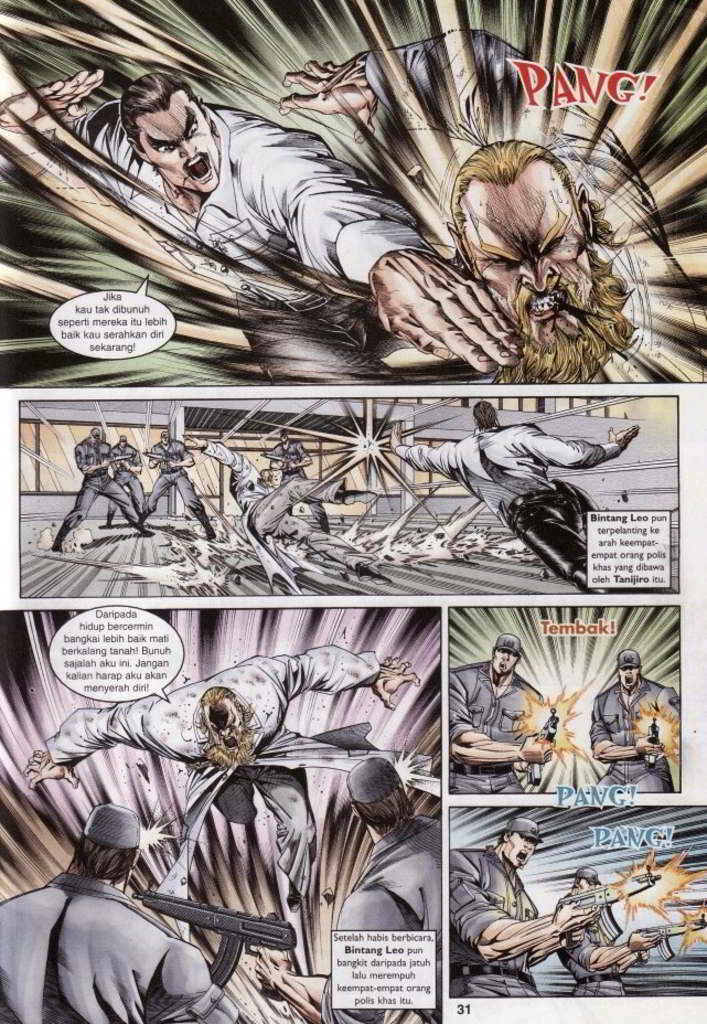 PANG!
Jika
kau tak dibunuh
seperti mereka itu lebih
baik kau serahkan diri
sekarang!
Bintang Leo pun
terpelanting ke
arah keempat-
empat orang polis
khas yang dibawa
oleh Tanijiro itu.
Daripada
hidup bercermin
bangkai lebih baik mati
berkalang tanah! Bunuh
sajalah aku ini. Jangan
kalian harap aku akan
menyerah diri!
Setelah habis berbicara,
Bintang Leo pun
bangkit daripada jatuh
lalu merempuh
keempat-empat orang
polis khas itu.
Tembak!
PANG!
PANG!
31